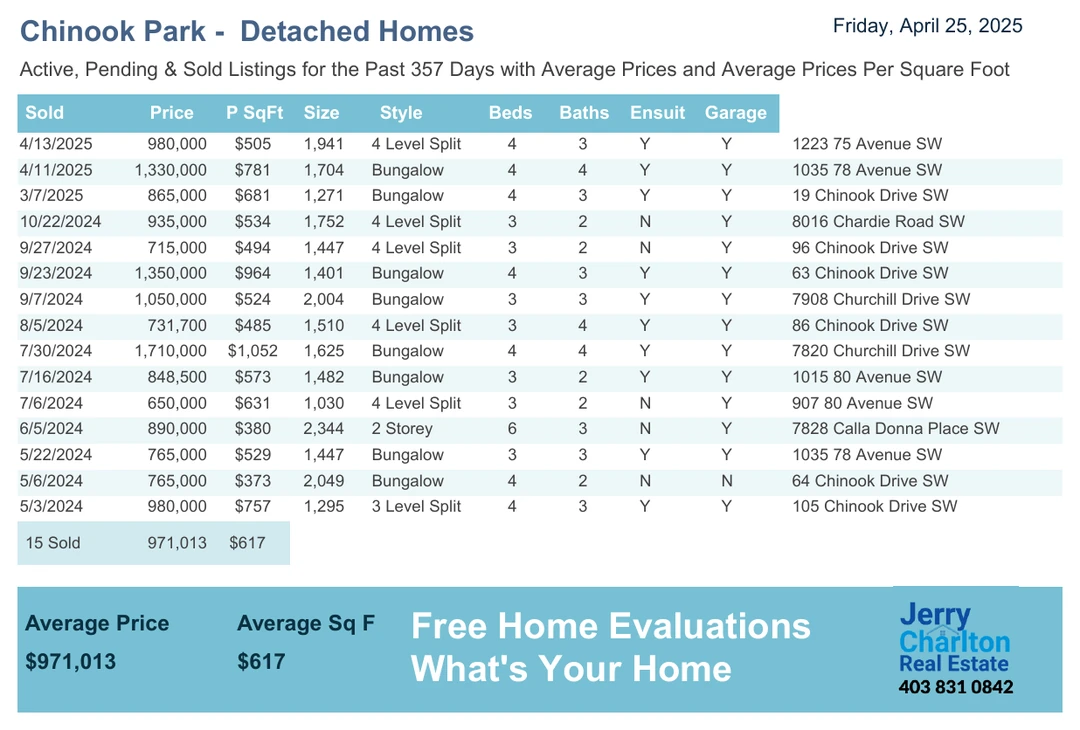 Chinook Park - Detached Homes
Friday, April 25, 2025
Active, Pending & Sold Listings for the Past 357 Days with Average Prices and Average Prices Per Square Foot
Sold Price P SqFt Size Style Beds Baths Ensuit Garage
4/13/2025 980,000 $505 1,941 4 Level Split 4 3 Y Y 1223 75 Avenue SW
4/11/2025 1,330,000 $781 1,704 Bungalow 4 4 Y Y 1035 78 Avenue SW
3/7/2025 865,000 $681 1,271 Bungalow 4 3 Y Y 19 Chinook Drive SW
10/22/2024 935,000 $534 1,752 4 Level Split 3 2 N Y 8016 Chardie Road SW
9/27/2024 715,000 $494 1,447 4 Level Split 3 2 N Y 96 Chinook Drive SW
9/23/2024 1,350,000 $964 1,401 Bungalow 4 3 Y Y 63 Chinook Drive SW
9/7/2024 1,050,000 $524 2,004 Bungalow 3 3 Y Y 7908 Churchill Drive SW
8/5/2024 731,700 $485 1,510 4 Level Split 3 4 Y Y 86 Chinook Drive SW
7/30/2024 1,710,000 $1,052 1,625 Bungalow 4 4 Y Y 7820 Churchill Drive SW
7/16/2024 848,500 $573 1,482 Bungalow 3 2 Y Y 1015 80 Avenue SW
7/6/2024 650,000 $631 1,030 4 Level Split 3 2 N Y 907 80 Avenue SW
6/5/2024 890,000 $380 2,344 2 Storey 6 3 N Y 7828 Calla Donna Place SW
5/22/2024 765,000 $529 1,447 Bungalow 3 3 Y Y 1035 78 Avenue SW
5/6/2024 765,000 $373 2,049 Bungalow 4 2 N N 64 Chinook Drive SW
5/3/2024 980,000 $757 1,295 3 Level Split 4 3 Y Y 105 Chinook Drive SW
15 Sold 971,013 $617
Average Price Average Sq F
$971,013 $617
Free Home Evaluations
What's Your Home
Jerry
Charlton
Real Estate
403 831 0842